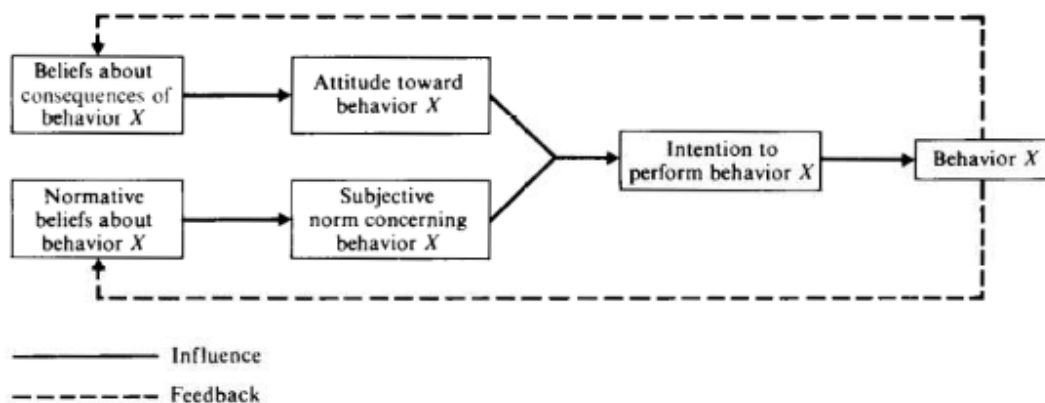 Beliefs about
consequences of
behavior X
Attitude toward
behavior X
Intention to
perform behavior X
Behavior X
Normative
beliefs about
behavior X
Subjective
norm concerning
behavior X
Influence
Feedback